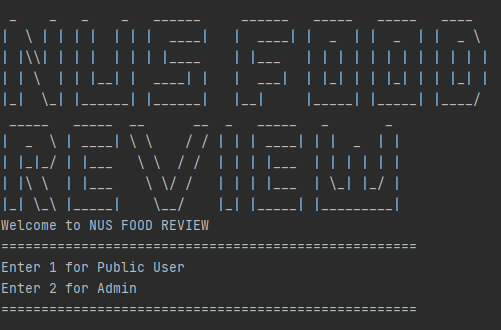 NUS FOOD
REVIEW
Welcome to NUS FOOD REVIEW
====================================================
Enter 1 for Public User
Enter 2 for Admin
====================================================